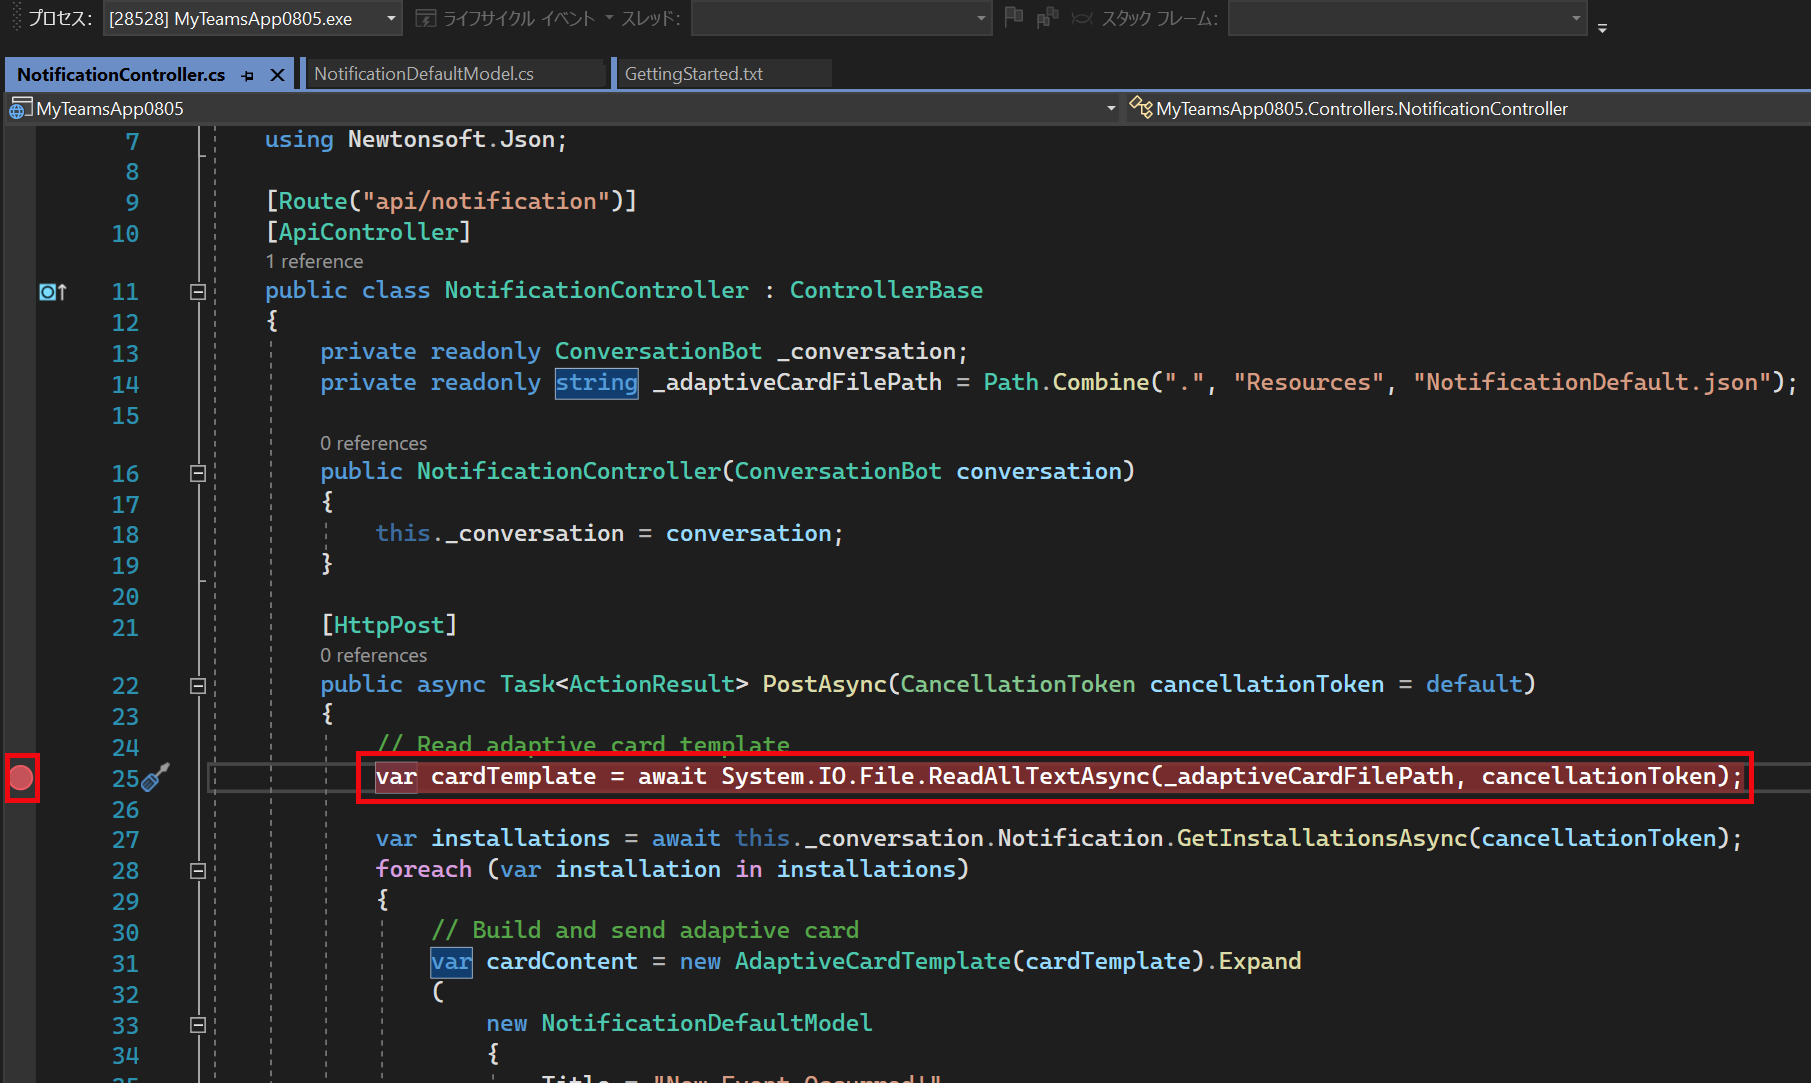 プロセス: [28528] MyTeamsApp0805.exe ライフサイクル イベント スレッド: スタック フレーム:
NotificationController.cs NotificationDefaultModel.cs GettingStarted.txt
MyTeamsApp0805 MyTeamsApp0805.Controllers.NotificationController
7 using Newtonsoft.Json;
8
9 [Route("api/notification")]
10 [ApiController]
1 reference
11 public class NotificationController : ControllerBase
12 {
13 private readonly ConversationBot _conversation;
14 private readonly string _adaptiveCardFilePath = Path.Combine(".", "Resources", "NotificationDefault.json");
15
0 references
16 public NotificationController(ConversationBot conversation)
17 {
18 this._conversation = conversation;
19 }
20
21 [HttpPost]
0 references
22 public async Task<ActionResult> PostAsync(CancellationToken cancellationToken = default)
23 {
24 // Read adaptive card template
25 var cardTemplate = await System.IO.File.ReadAllTextAsync(_adaptiveCardFilePath, cancellationToken);
26
27 var installations = await this._conversation.Notification.GetInstallationsAsync(cancellationToken);
28 foreach (var installation in installations)
29 {
30 // Build and send adaptive card
31 var cardContent = new AdaptiveCardTemplate(cardTemplate).Expand
32 (
33 new NotificationDefaultModel
34 {
Title = "New Event Occurred!"